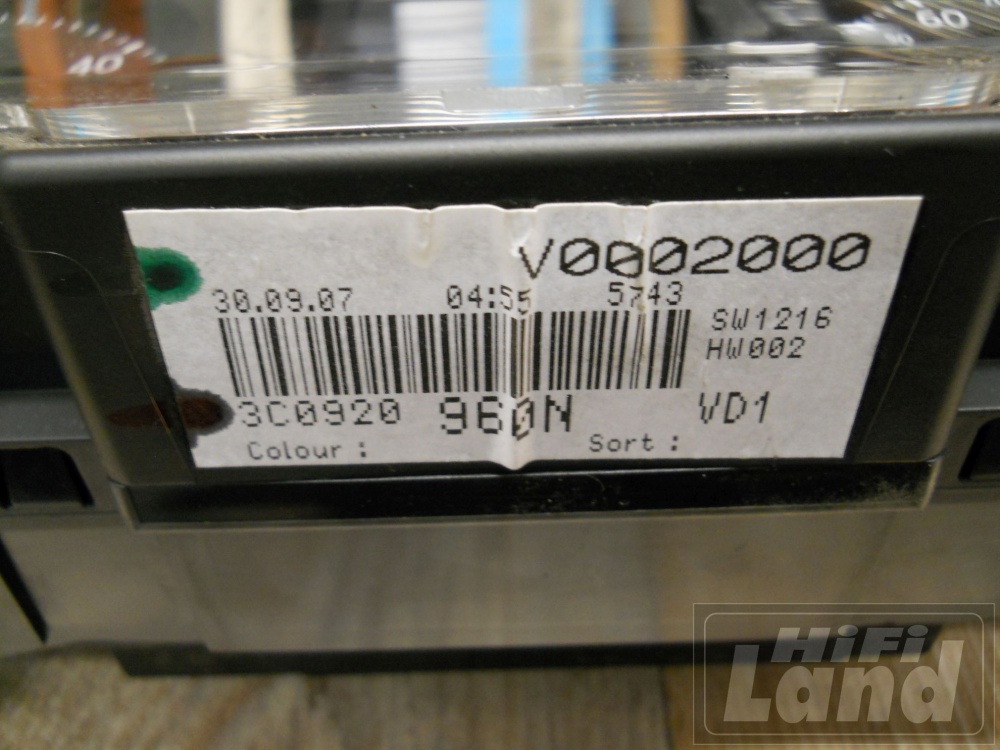 40
60
V0002000
30.09.07 04:55 5743
SW1216
HW002
3C0920 960N VD1
Colour : Sort :
HiFi
Land